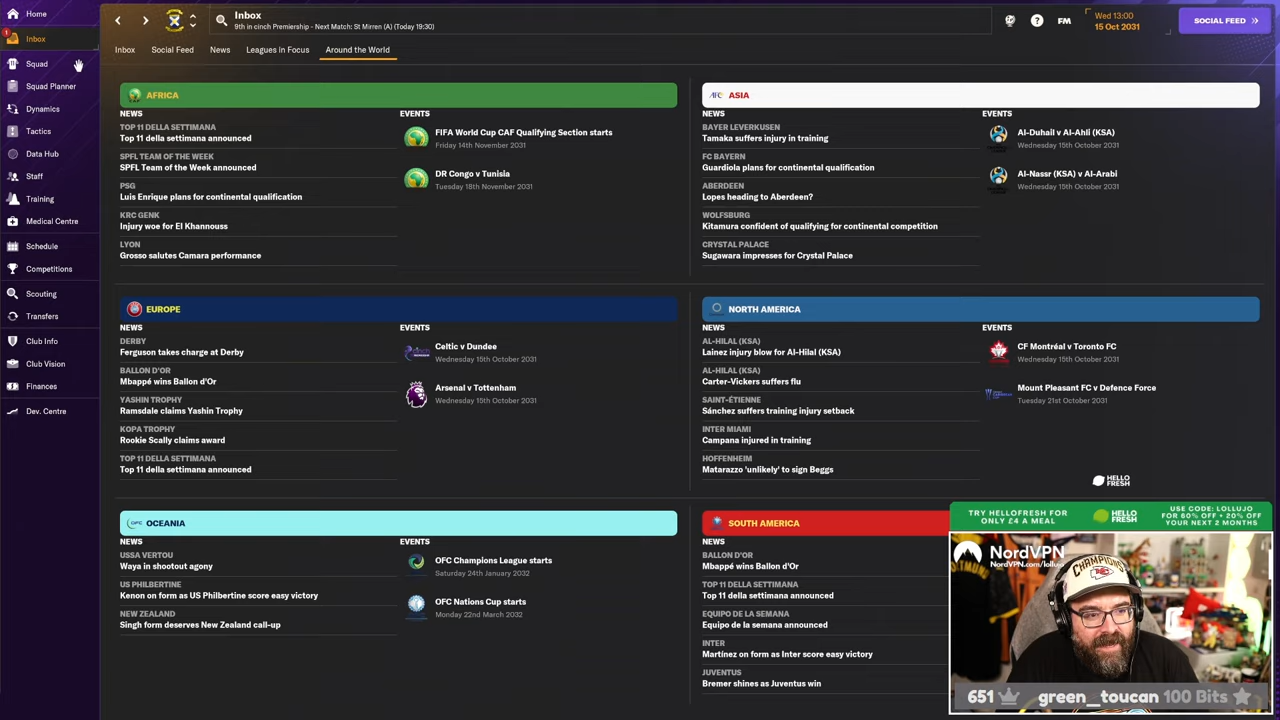 Home
Inbox
Squad
Squad Planner
Dynamics
Tactics
Data Hub
Staff
Training
Medical Centre
Schedule
Competitions
Scouting
Transfers
Club Info
Club Vision
Finances
Dev. Centre
1
Inbox
9th in cinch Premiership - Next Match: St Mirren (A) (Today 19:30)
FM
Wed 13:00
15 Oct 2031
SOCIAL FEED
Inbox Social Feed News Leagues In Focus Around the World
AFRICA
NEWS
TOP 11 DELLA SETTIMANA
Top 11 della settimana announced
SPFL TEAM OF THE WEEK
SPFL Team of the Week announced
PSG
Luis Enrique plans for continental qualification
KRC GENK
Injury woe for El Khannouss
LYON
Grosso salutes Camara performance
EVENTS
FIFA World Cup CAF Qualifying Section starts
Friday 14th November 2031
DR Congo v Tunisia
Tuesday 18th November 2031
AFC ASIA
NEWS
BAYER LEVERKUSEN
Tamaka suffers injury in training
FC BAYERN
Guardiola plans for continental qualification
ABERDEEN
Lopes heading to Aberdeen?
WOLFSBURG
Kitamura confident of qualifying for continental competition
CRYSTAL PALACE
Sugawara impresses for Crystal Palace
EVENTS
Al-Duhail v Al-Ahli (KSA)
Wednesday 15th October 2031
Al-Nassr (KSA) v Al-Arabi
Wednesday 15th October 2031
EUROPE
NEWS
DERBY
Ferguson takes charge at Derby
BALLON D'OR
Mbappé wins Ballon d'Or
YASHIN TROPHY
Ramsdale claims Yashin Trophy
KOPA TROPHY
Rookie Scally claims award
TOP 11 DELLA SETTIMANA
Top 11 della settimana announced
EVENTS
Celtic v Dundee
Wednesday 15th October 2031
Arsenal v Tottenham
Wednesday 15th October 2031
NORTH AMERICA
NEWS
AL-HILAL (KSA)
Lainez injury blow for Al-Hilal (KSA)
AL-HILAL (KSA)
Carter-Vickers suffers flu
SAINT-ÉTIENNE
Sánchez suffers training injury setback
INTER MIAMI
Campana injured in training
HOFFENHEIM
Matarazzo 'unlikely' to sign Beggs
EVENTS
CF Montréal v Toronto FC
Wednesday 15th October 2031
Mount Pleasant FC v Defence Force
Tuesday 21st October 2031
OFC OCEANIA
NEWS
USSA VERTOU
Waya in shootout agony
US PHILBERTINE
Kenon on form as US Philbertine score easy victory
NEW ZEALAND
Singh form deserves New Zealand call-up
EVENTS
OFC Champions League starts
Saturday 24th January 2032
OFC Nations Cup starts
Monday 22nd March 2032
SOUTH AMERICA
NEWS
BALLON D'OR
Mbappé wins Ballon d'Or
TOP 11 DELLA SETTIMANA
Top 11 della settimana announced
EQUIPO DE LA SEMANA
Equipo de la semana announced
INTER
Martínez on form as Inter score easy victory
JUVENTUS
Bremer shines as Juventus win
HELLO
FRESH
TRY HELLOFRESH FOR
ONLY £4 A MEAL
HELLO
FRESH
USE CODE: LOLLUJO
FOR 60% OFF + 20% OFF
YOUR NEXT 2 MONTHS
NordVPN
NordVPN.com/lollujo
CHAMPIONS
651 green_toucan 100 Bits